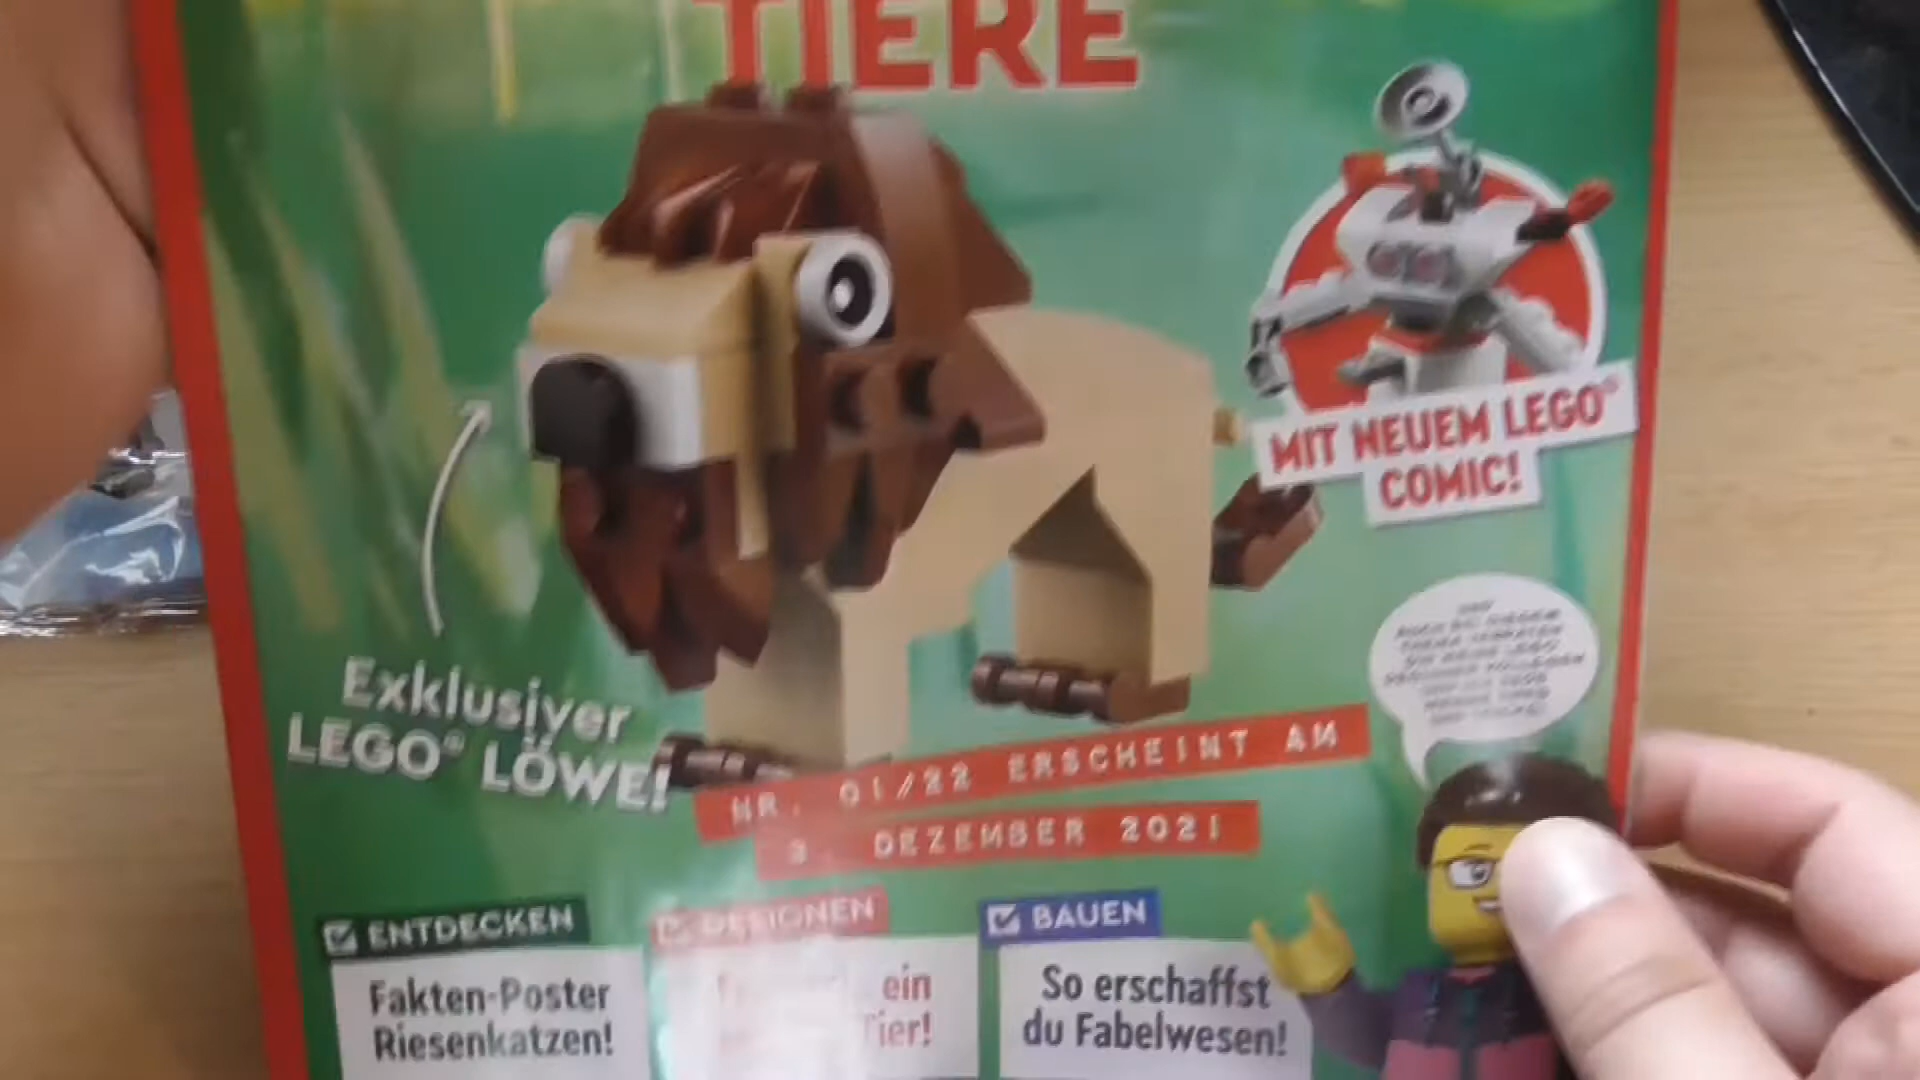 TIERE
MIT NEUEM LEGO®
COMIC!
Exklusiver
LEGO® LÖWE!
NR. 01/22 ERSCHEINT AM
3. DEZEMBER 2021
ENTDECKEN
Fakten-Poster
Riesenkatzen!
DESIGNEN
ein
Tier!
BAUEN
So erschaffst
du Fabelwesen!